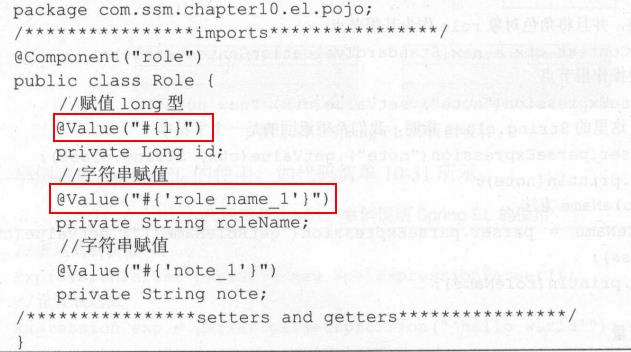 package com.ssm.chapter10.el.pojo;
/****************imports****************/
@Component("role")
public class Role {
//赋值 long 型
@Value("#{1}")
private Long id;
//字符串赋值
@Value("#{'role_name_1'}")
private String roleName;
//字符串赋值
@Value("#{'note_1'}")
private String note;
/****************setters and getters****************/
}